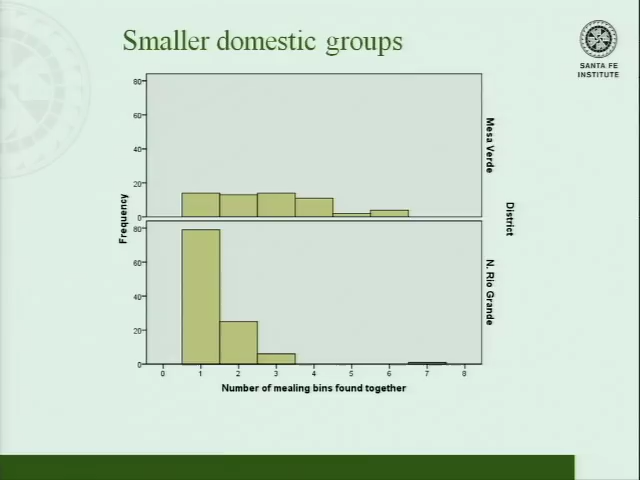 Smaller domestic groups
SANTA FE
INSTITUTE
80
60
40
20
0
Mesa Verde
Frequency
District
80
60
40
20
0
N. Rio Grande
0 1 2 3 4 5 6 7 8
Number of mealing bins found together